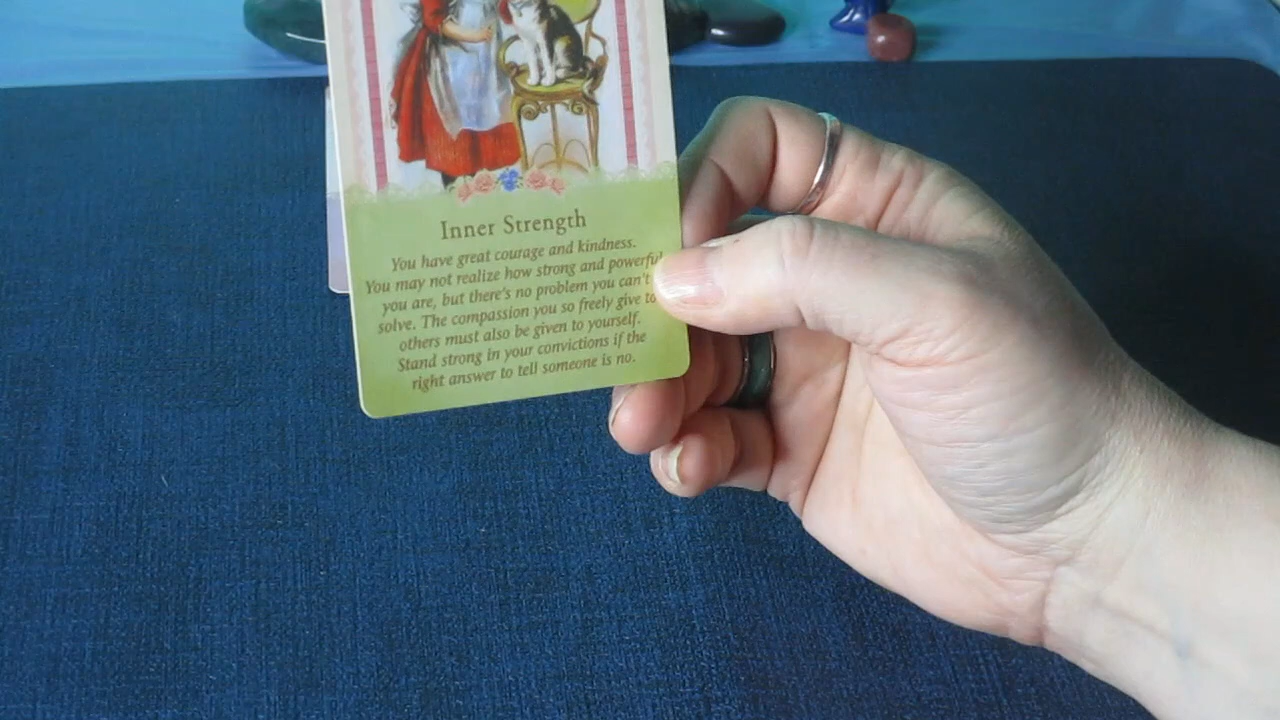 Inner Strength
You have great courage and kindness.
You may not realize how strong and powerful
you are, but there's no problem you can't
solve. The compassion you so freely give to
others must also be given to yourself.
Stand strong in your convictions if the
right answer to tell someone is no.